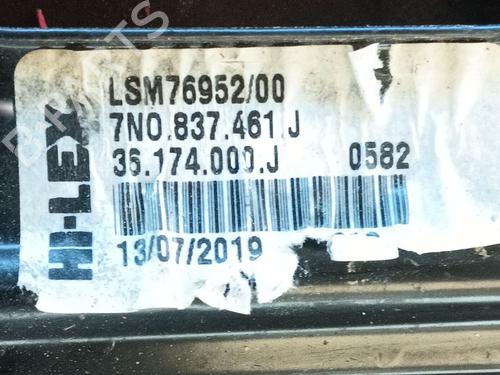 HI-LEX
LSM76952/00
7N0.837.461.J
36.174.000.J 0582
13/07/2019